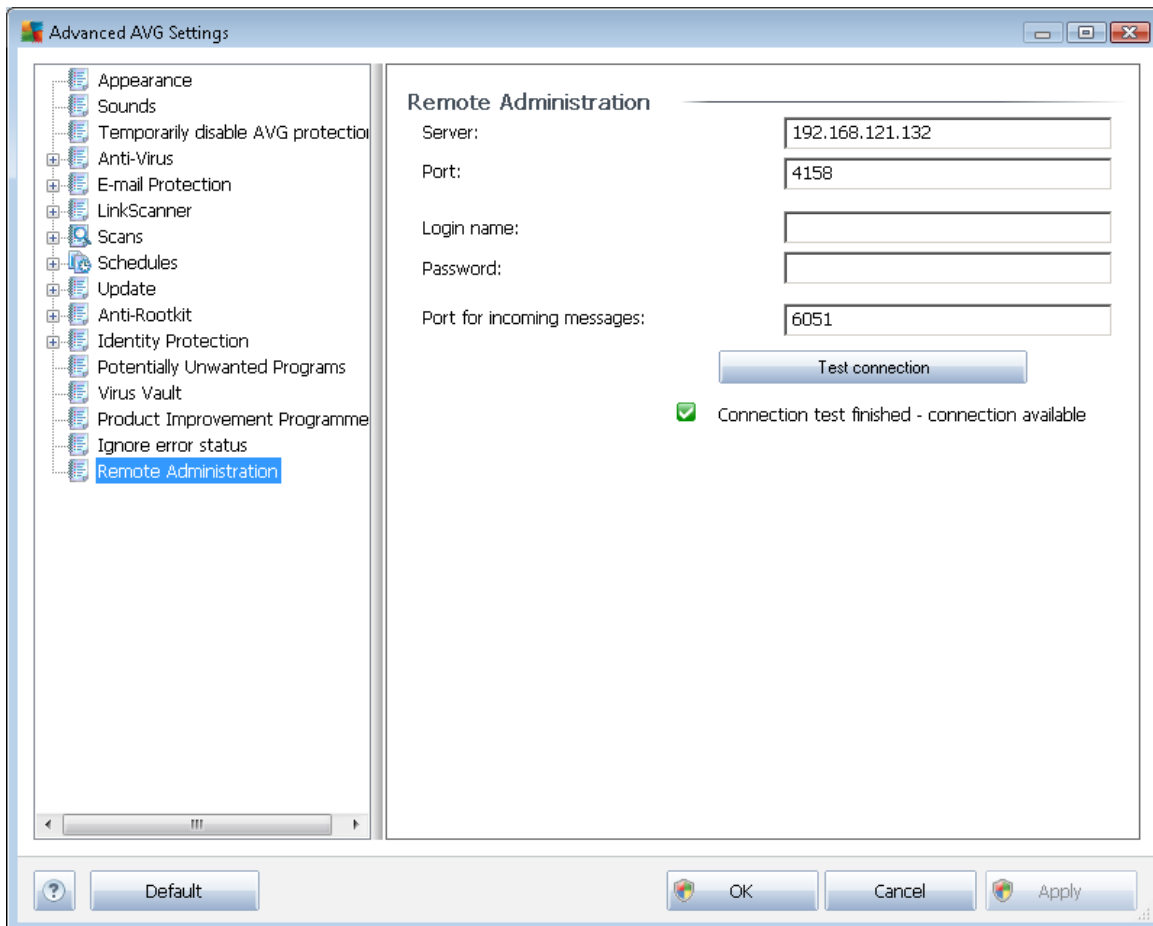 Advanced AVG Settings
Appearance
Sounds
Temporarily disable AVG protection
Anti-Virus
E-mail Protection
LinkScanner
Scans
Schedules
Update
Anti-Rootkit
Identity Protection
Potentially Unwanted Programs
Virus Vault
Product Improvement Programme
Ignore error status
Remote Administration
Remote Administration
Server: 192.168.121.132
Port: 4158
Login name:
Password:
Port for incoming messages: 6051
Test connection
Connection test finished - connection available
? Default OK Cancel Apply